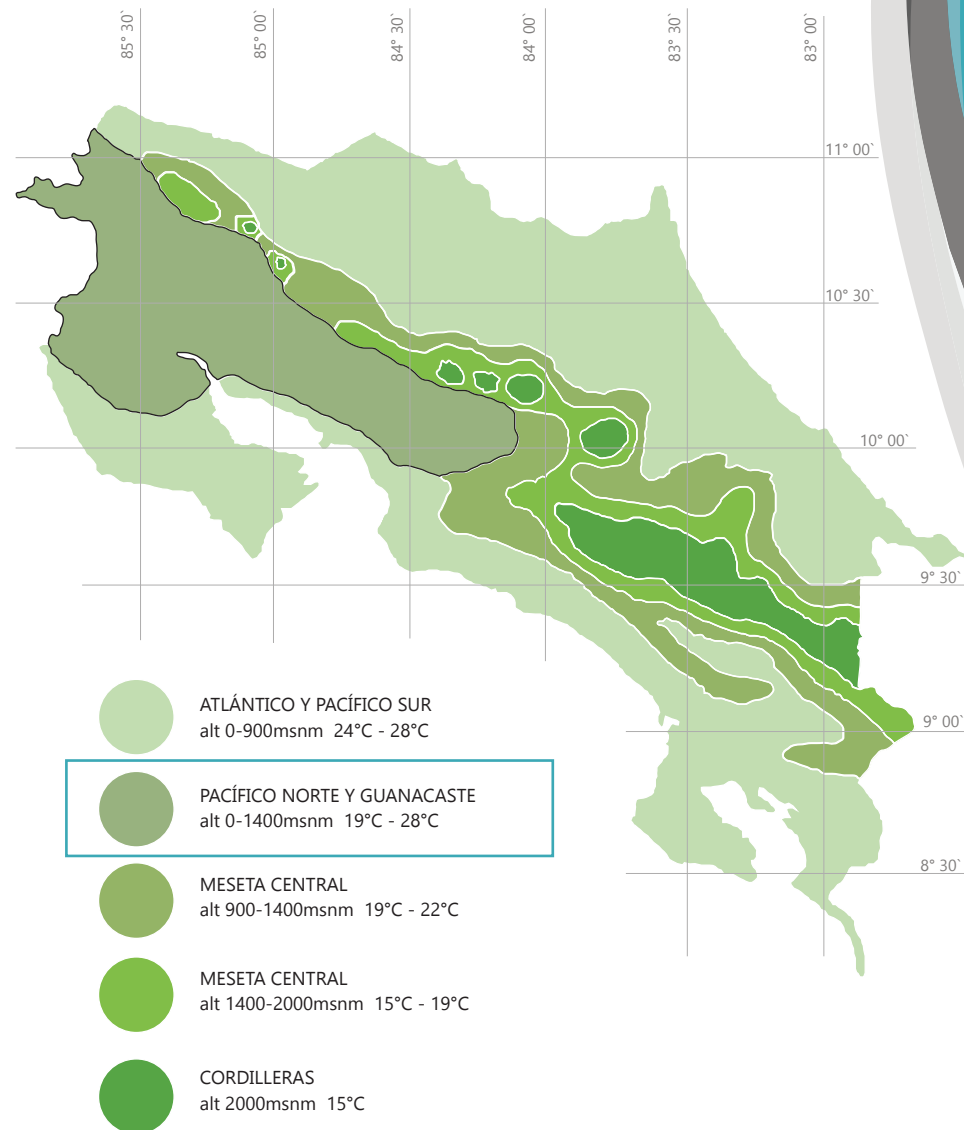 85° 30`
85° 00`
84° 30`
84° 00`
83° 30`
83° 00`
11° 00`
10° 30`
10° 00`
9° 30`
9° 00`
8° 30`
ATLÁNTICO Y PACÍFICO SUR
alt 0-900msnm 24°C - 28°C
PACÍFICO NORTE Y GUANACASTE
alt 0-1400msnm 19°C - 28°C
MESETA CENTRAL
alt 900-1400msnm 19°C - 22°C
MESETA CENTRAL
alt 1400-2000msnm 15°C - 19°C
CORDILLERAS
alt 2000msnm 15°C